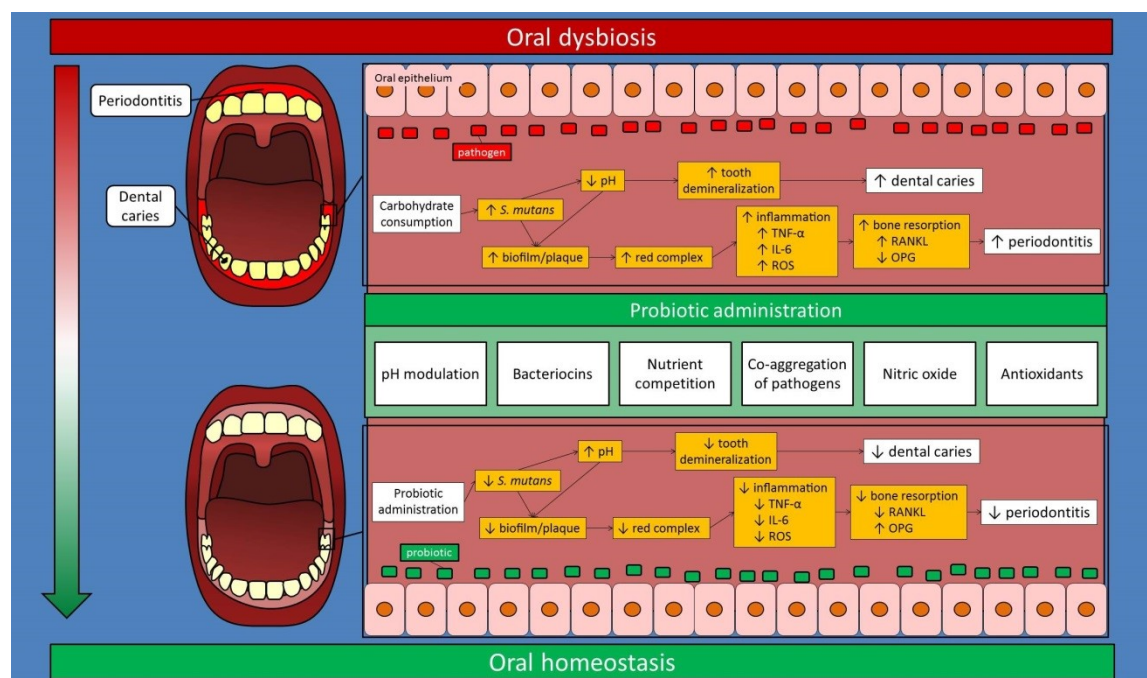 Oral dysbiosis
Periodontitis
Dental
caries
Oral epithelium
pathogen
Carbohydrate
consumption
↑ S. mutans
↓ pH
↑ tooth
demineralization
↑ dental caries
↑ biofilm/plaque
↑ red complex
↑ inflammation
↑ TNF-α
↑ IL-6
↑ ROS
↑ bone resorption
↑ RANKL
↓ OPG
↑ periodontitis
Probiotic administration
pH modulation
Bacteriocins
Nutrient
competition
Co-aggregation
of pathogens
Nitric oxide
Antioxidants
Probiotic
administration
↓ S. mutans
↑ pH
↓ tooth
demineralization
↓ dental caries
↓ biofilm/plaque
↓ red complex
↓ inflammation
↓ TNF-α
↓ IL-6
↓ ROS
↓ bone resorption
↓ RANKL
↑ OPG
↓ periodontitis
probiotic
Oral homeostasis